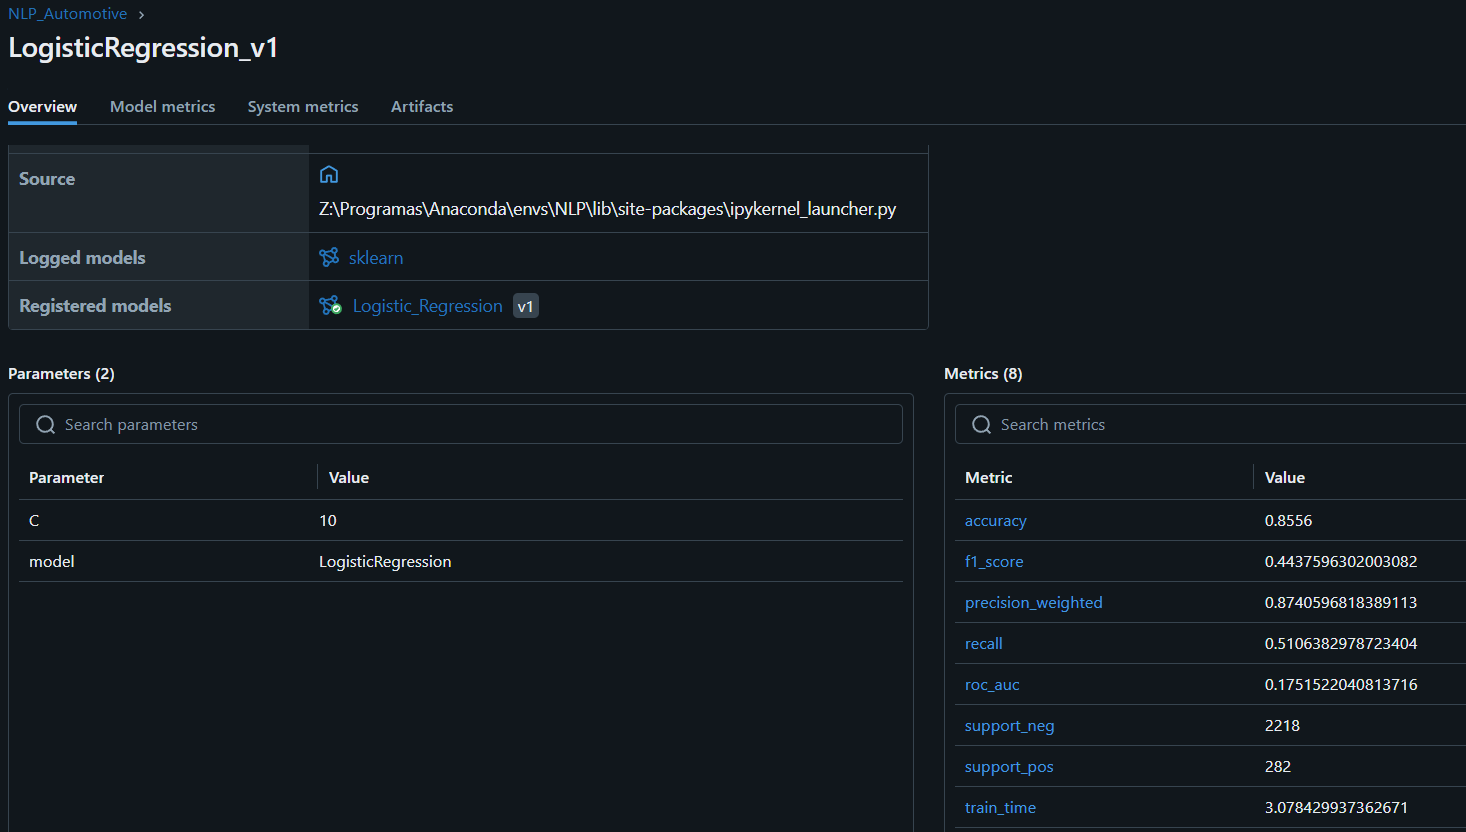 NLP_Automotive ›
LogisticRegression_v1
Overview Model metrics System metrics Artifacts
Source
Z:\Programas\Anaconda\envs\NLP\lib\site-packages\ipykernel_launcher.py
Logged models sklearn
Registered models Logistic_Regression v1
Parameters (2)
Search parameters
Parameter Value
C 10
model LogisticRegression
Metrics (8)
Search metrics
Metric Value
accuracy 0.8556
f1_score 0.4437596302003082
precision_weighted 0.8740596818389113
recall 0.5106382978723404
roc_auc 0.1751522040813716
support_neg 2218
support_pos 282
train_time 3.078429937362671